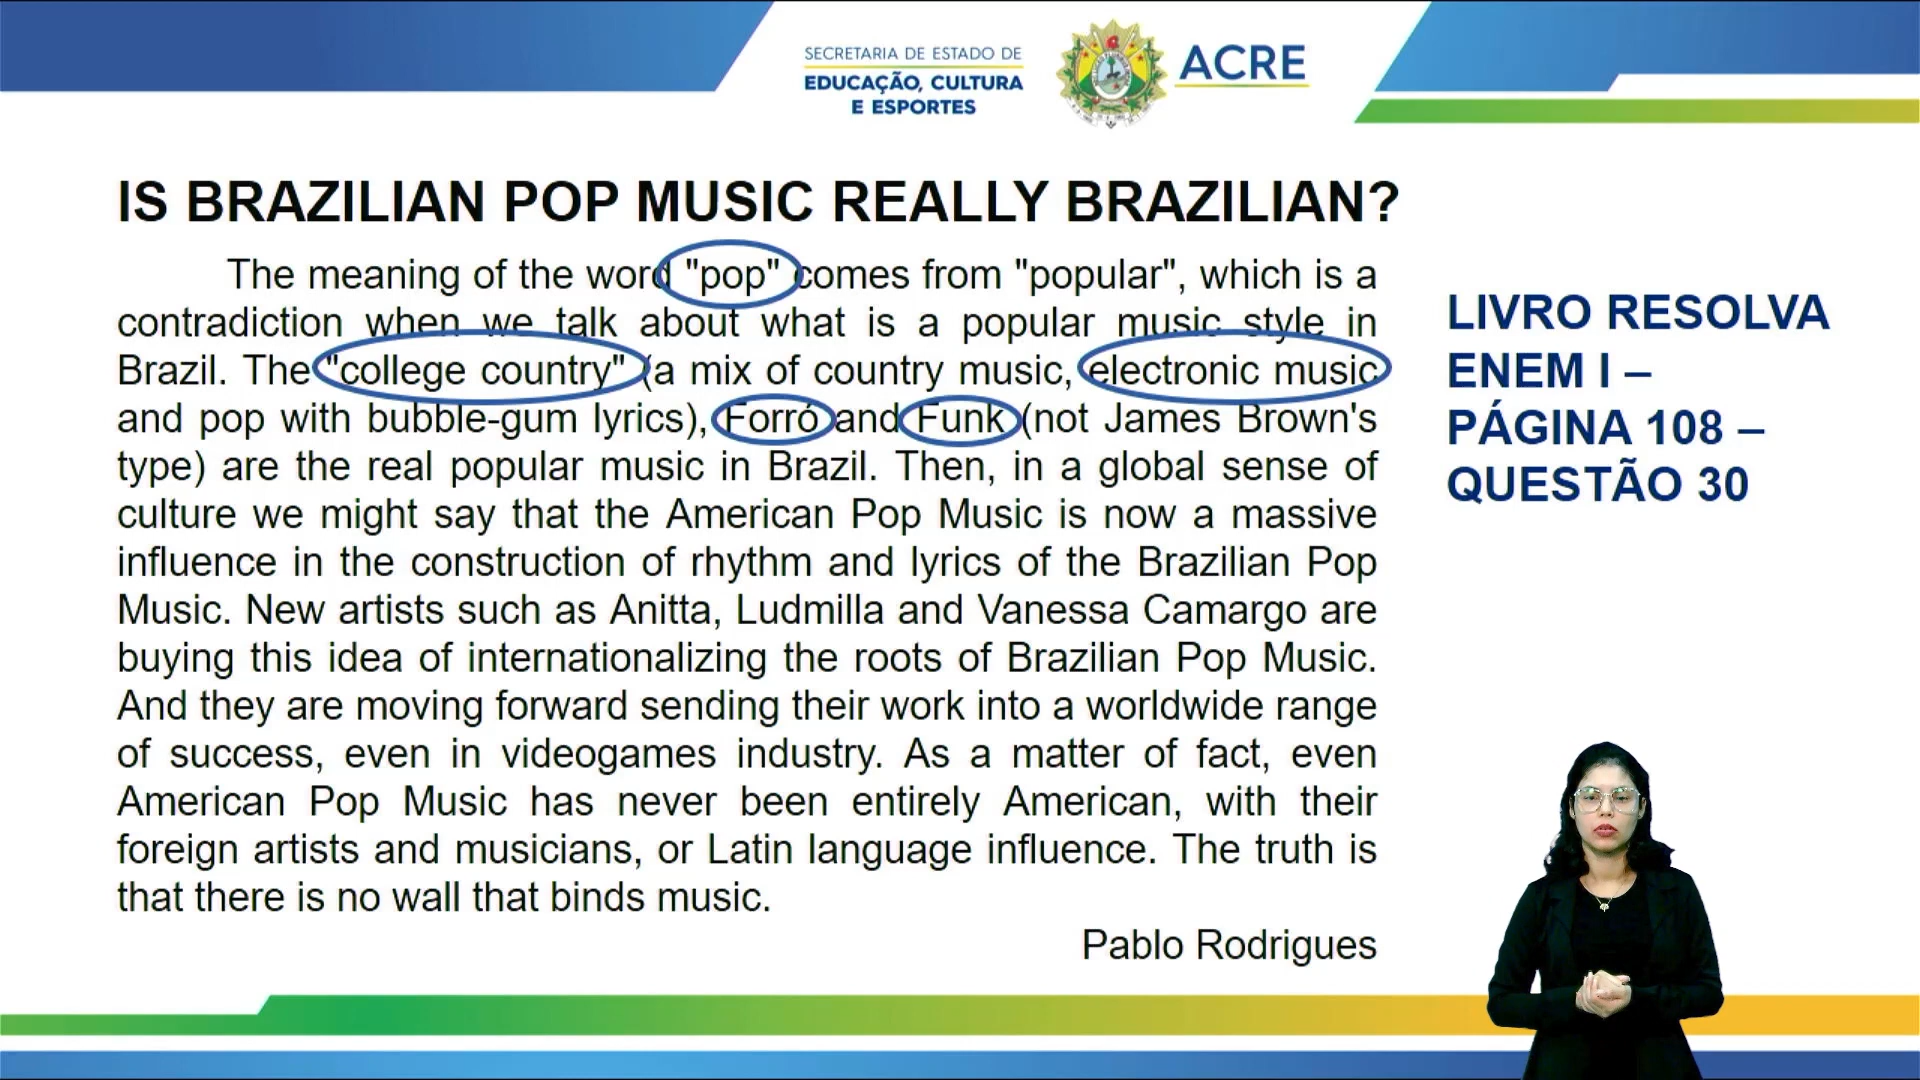 SECRETARIA DE ESTADO DE
EDUCAÇÃO, CULTURA
E ESPORTES
ACRE
IS BRAZILIAN POP MUSIC REALLY BRAZILIAN?
The meaning of the word "pop" comes from "popular", which is a
contradiction when we talk about what is a popular music style in
Brazil. The "college country" (a mix of country music, electronic music
and pop with bubble-gum lyrics), Forró and Funk (not James Brown's
type) are the real popular music in Brazil. Then, in a global sense of
culture we might say that the American Pop Music is now a massive
influence in the construction of rhythm and lyrics of the Brazilian Pop
Music. New artists such as Anitta, Ludmilla and Vanessa Camargo are
buying this idea of internationalizing the roots of Brazilian Pop Music.
And they are moving forward sending their work into a worldwide range
of success, even in videogames industry. As a matter of fact, even
American Pop Music has never been entirely American, with their
foreign artists and musicians, or Latin language influence. The truth is
that there is no wall that binds music.
Pablo Rodrigues
LIVRO RESOLVA
ENEM I –
PÁGINA 108 –
QUESTÃO 30